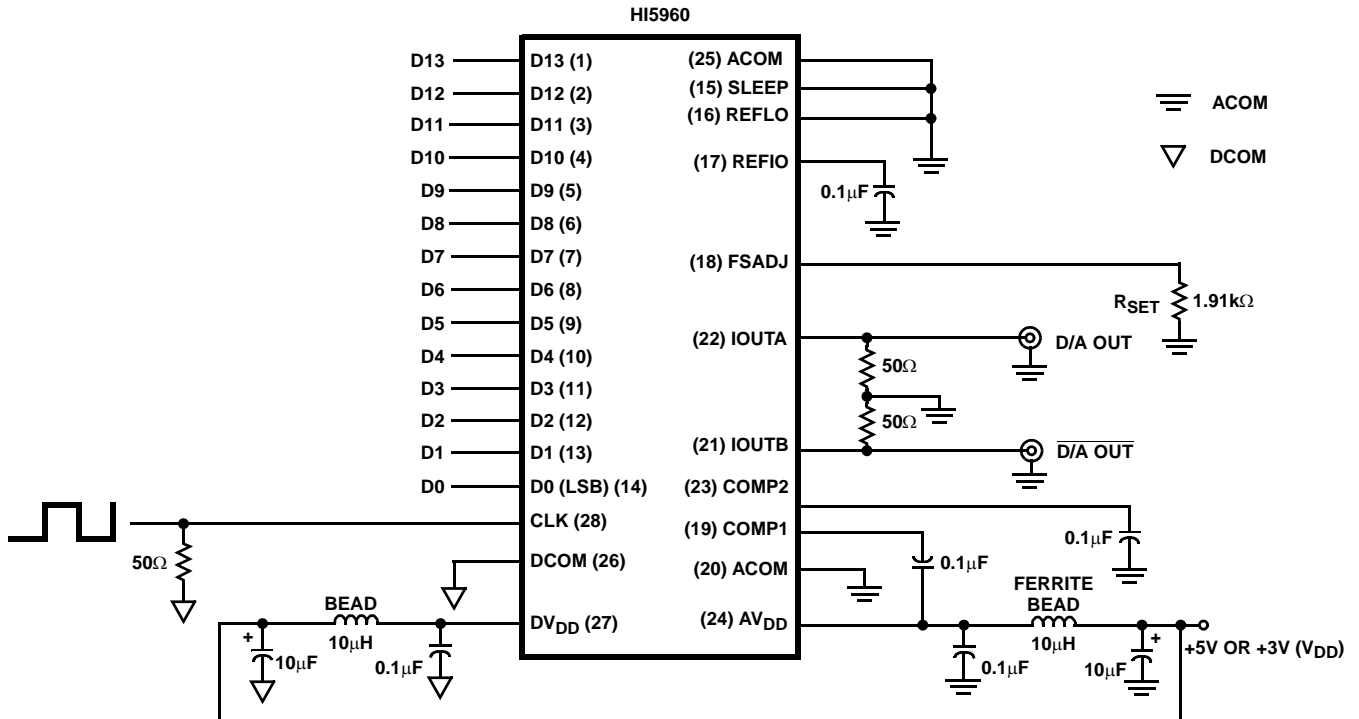 HI5960
D13
D13 (1)
D12
D12 (2)
D11
D11 (3)
D10
D10 (4)
D9
D9 (5)
D8
D8 (6)
D7
D7 (7)
D6
D6 (8)
D5
D5 (9)
D4
D4 (10)
D3
D3 (11)
D2
D2 (12)
D1
D1 (13)
D0
D0 (LSB) (14)
CLK (28)
50Ω
DCOM (26)
BEAD
10μH
DVDD (27)
+
10μF
0.1μF
(25) ACOM
(15) SLEEP
(16) REFLO
(17) REFIO
0.1μF
(18) FSADJ
RSET
1.91kΩ
(22) IOUTA
D/A OUT
50Ω
50Ω
(21) IOUTB
D/A OUT
(23) COMP2
0.1μF
(19) COMP1
0.1μF
(20) ACOM
FERRITE
BEAD
10μH
(24) AVDD
0.1μF
+
10μF
+5V OR +3V (VDD)
ACOM
DCOM